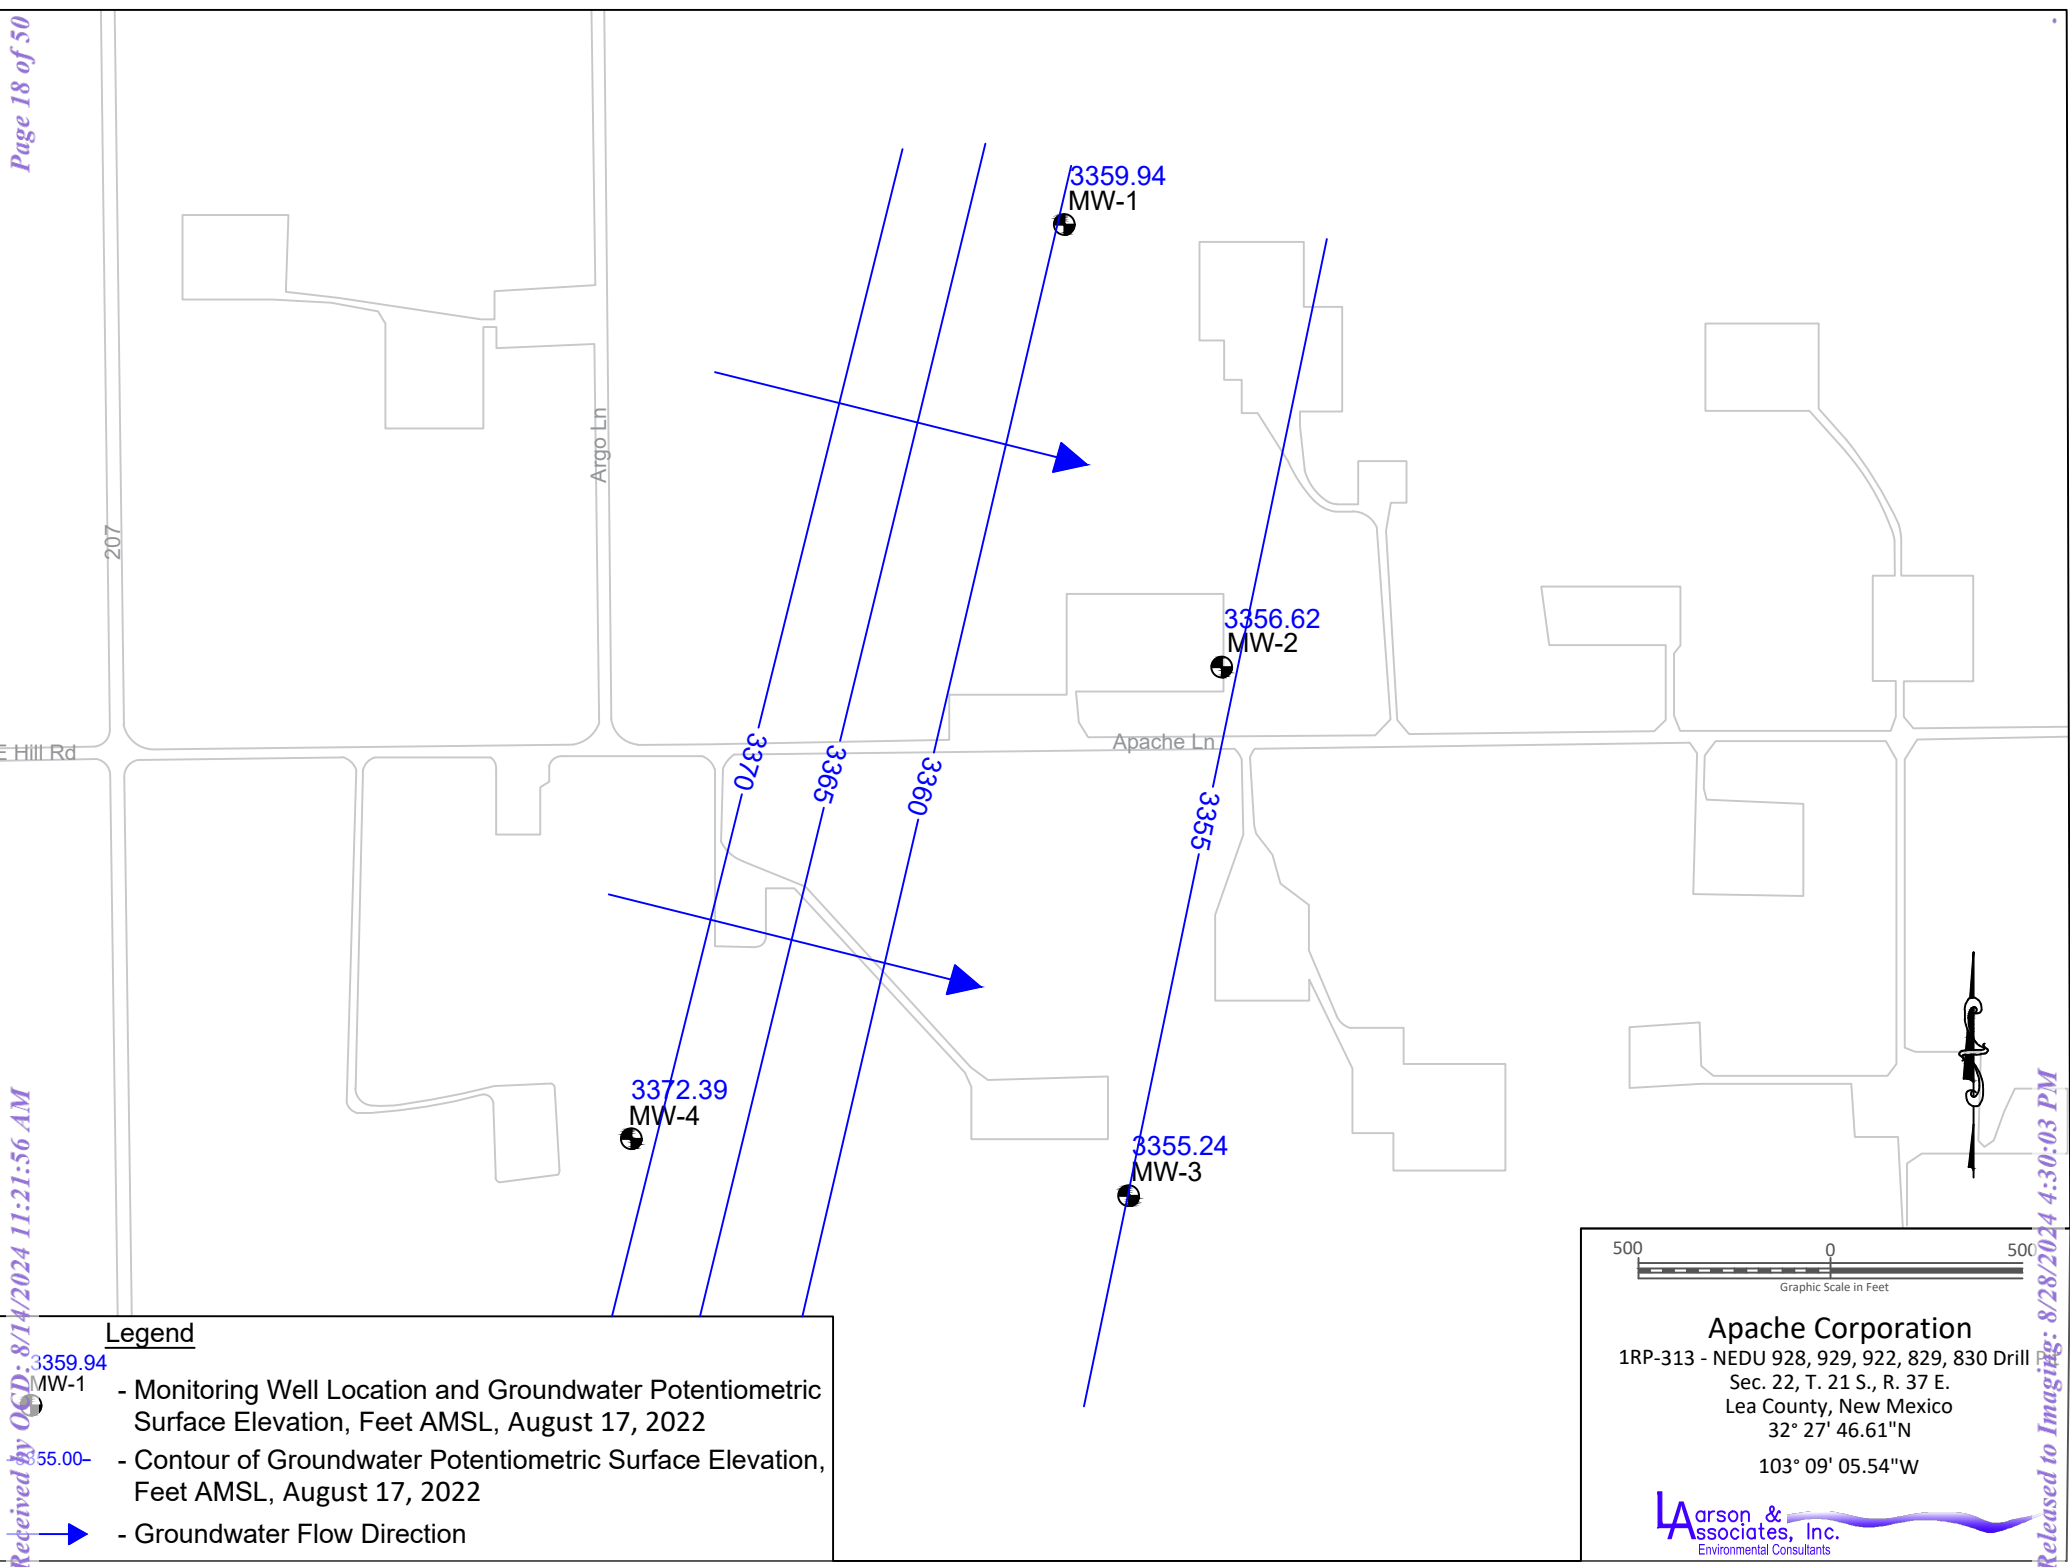 Page 18 of 50
3359.94
MW-1
Argo Ln
207
3356.62
MW-2
E Hill Rd
Apache Ln
3370
3365
3360
3355
3372.39
MW-4
3355.24
MW-3
Received by OCD: 8/14/2024 11:21:56 AM
Released to Imaging: 8/28/2024 4:30:03 PM
500 0 500
Graphic Scale in Feet
Apache Corporation
1RP-313 - NEDU 928, 929, 922, 829, 830 Drill
Sec. 22, T. 21 S., R. 37 E.
Lea County, New Mexico
32° 27' 46.61"N
103° 09' 05.54"W
Larson &
Associates, Inc.
Environmental Consultants
Legend
3359.94
MW-1
- Monitoring Well Location and Groundwater Potentiometric
Surface Elevation, Feet AMSL, August 17, 2022
3355.00
- Contour of Groundwater Potentiometric Surface Elevation,
Feet AMSL, August 17, 2022
- Groundwater Flow Direction